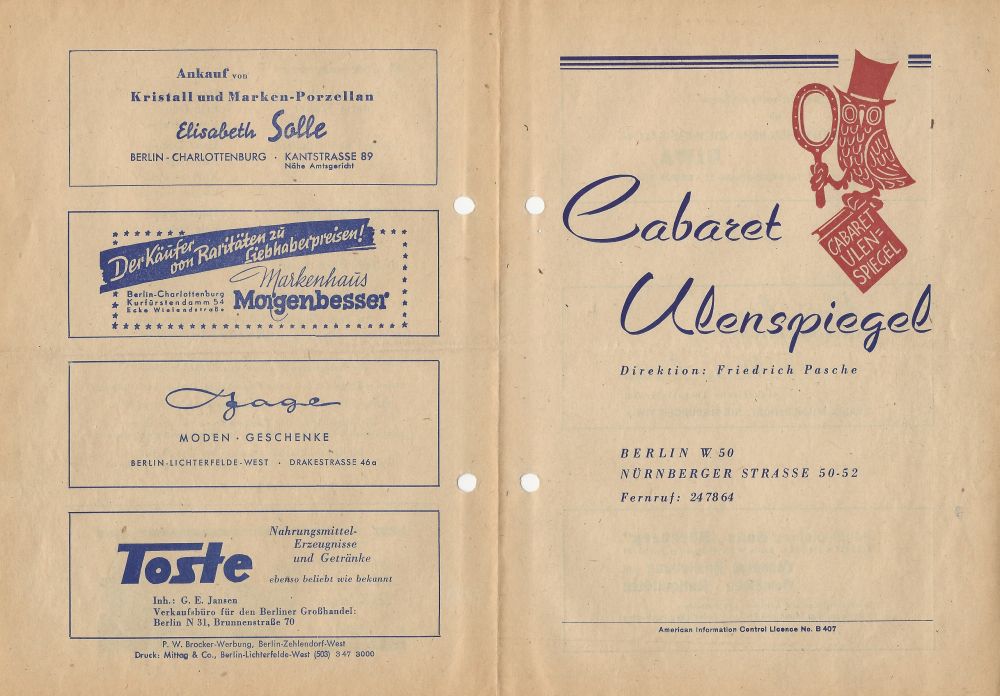 Ankauf von
Kristall und Marken-Porzellan
Elisabeth Solle
BERLIN-CHARLOTTENBURG · KANTSTRASSE 89
Nähe Amtsgericht
Der Käufer
von Raritäten zu
Liebhaberpreisen!
Markenhaus
Morgenbesser
Berlin-Charlottenburg
Kurfürstendamm 54
Ecke Wielandstraße
MODEN · GESCHENKE
BERLIN-LICHTERFELDE-WEST · DRAKESTRASSE 46a
Toste
Nahrungsmittel-
Erzeugnisse
und Getränke
ebenso beliebt wie bekannt
Inh.: G. E. Jansen
Verkaufsbüro für den Berliner Großhandel:
Berlin N 31, Brunnenstraße 70
P. W. Brocker-Werbung, Berlin-Zehlendorf-West
Druck: Mittag & Co., Berlin-Lichterfelde-West (503) 3 47 3000
CABARET
ULEN=
SPIEGEL
Cabaret
Ulenspiegel
Direktion: Friedrich Pasche
BERLIN W 50
NÜRNBERGER STRASSE 50-52
Fernruf: 247864
American Information Control Licence No. B 407